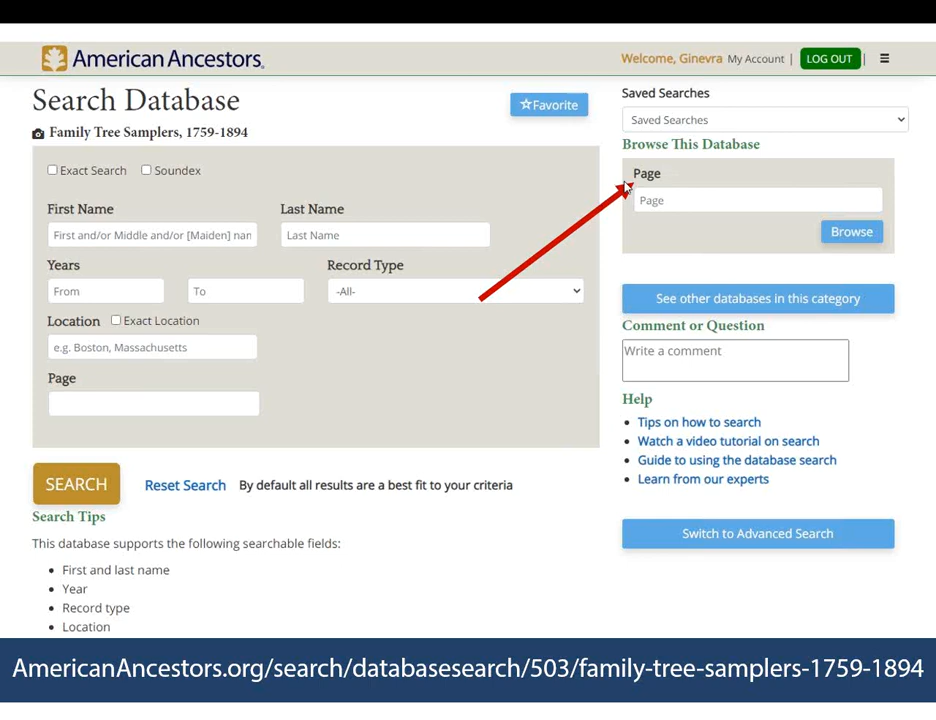 American Ancestors®
Welcome, Ginevra My Account | LOG OUT | ≡
Search Database
☆Favorite
Family Tree Samplers, 1759-1894
Exact Search Soundex
First Name Last Name
First and/or Middle and/or [Maiden] nan Last Name
Years Record Type
From To -All-
Location Exact Location
e.g. Boston, Massachusetts
Page
SEARCH Reset Search By default all results are a best fit to your criteria
Search Tips
This database supports the following searchable fields:
• First and last name
• Year
• Record type
• Location
Saved Searches
Saved Searches
Browse This Database
Page
Page
Browse
See other databases in this category
Comment or Question
Write a comment
Help
• Tips on how to search
• Watch a video tutorial on search
• Guide to using the database search
• Learn from our experts
Switch to Advanced Search
AmericanAncestors.org/search/databasesearch/503/family-tree-samplers-1759-1894